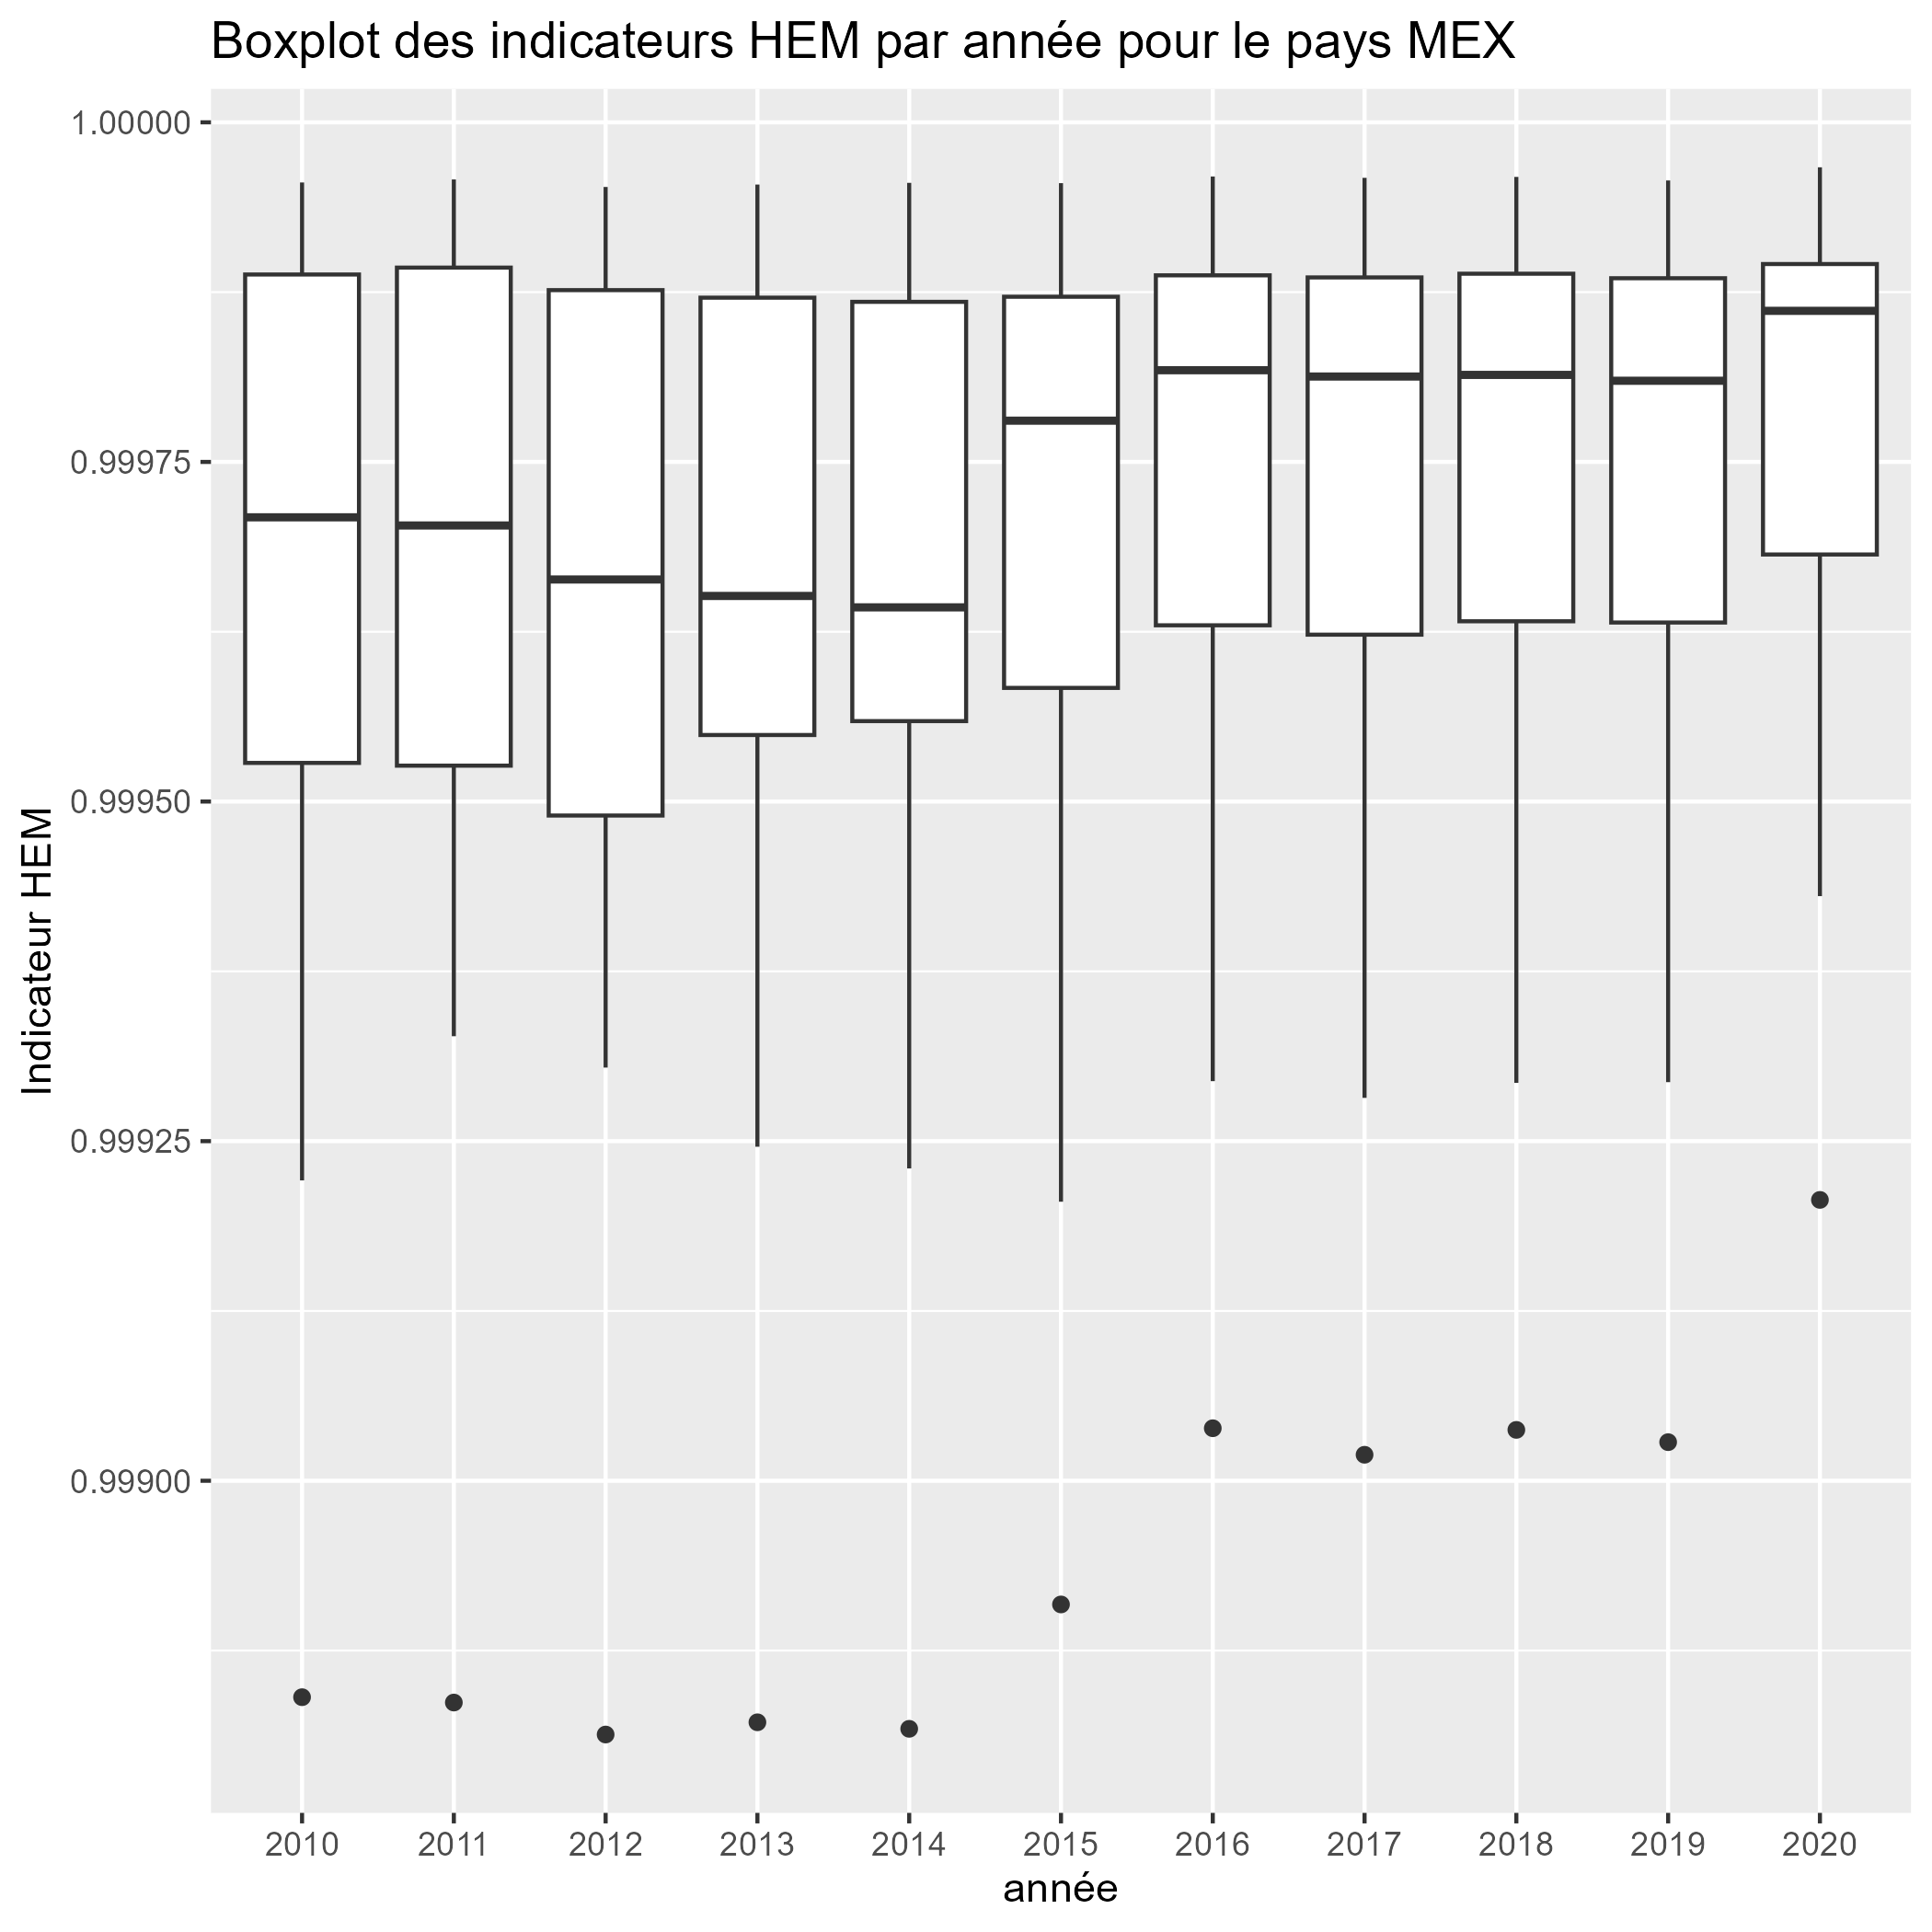 Boxplot des indicateurs HEM par année pour le pays MEX
Indicateur HEM
1.00000
0.99975
0.99950
0.99925
0.99900
2010 2011 2012 2013 2014 2015 2016 2017 2018 2019 2020
année